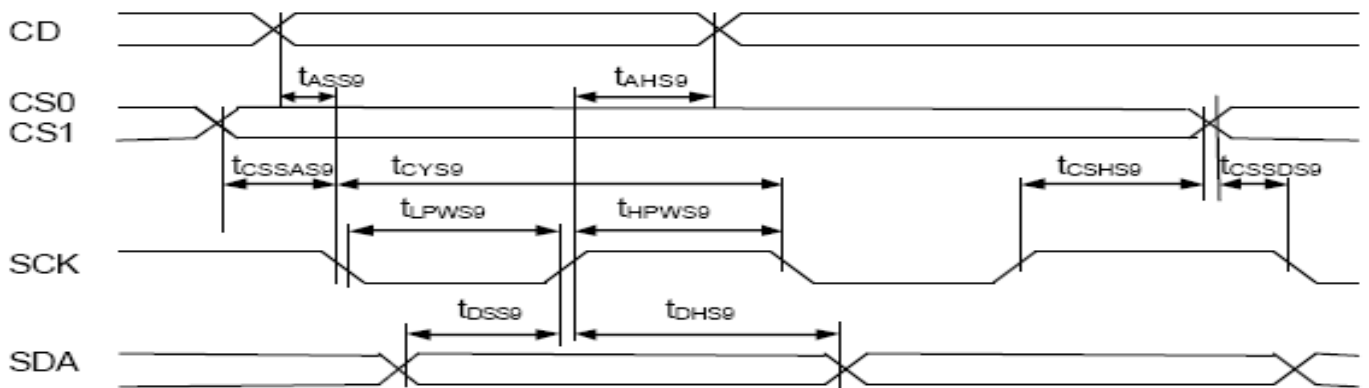 CD
tASS9 tAHS9
CS0
CS1
tCSSAS9 tCYS9 tCSHS9 tCSSDS9
tLPWS9 tHPWS9
SCK
tDSS9 tDHS9
SDA